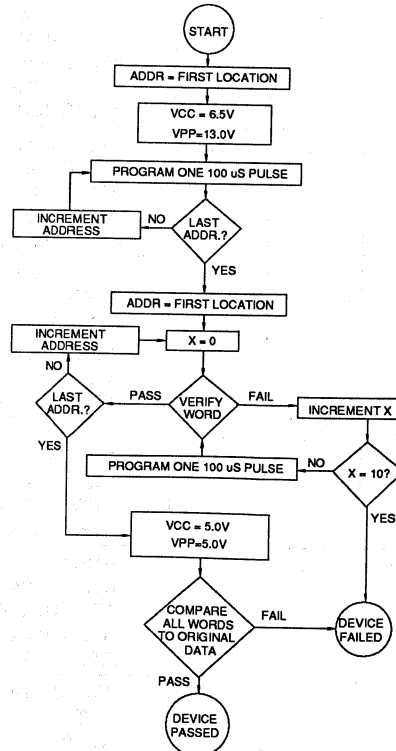 START
ADDR = FIRST LOCATION
VCC = 6.5V
VPP=13.0V
PROGRAM ONE 100 uS PULSE
INCREMENT
ADDRESS
NO
LAST
ADDR.?
YES
ADDR = FIRST LOCATION
INCREMENT
ADDRESS
X = 0
NO
LAST
ADDR.?
PASS
VERIFY
WORD
FAIL
INCREMENT X
YES
PROGRAM ONE 100 uS PULSE
NO
X = 10?
YES
VCC = 5.0V
VPP=5.0V
COMPARE
ALL WORDS
TO ORIGINAL
DATA
FAIL
DEVICE
FAILED
PASS
DEVICE
PASSED